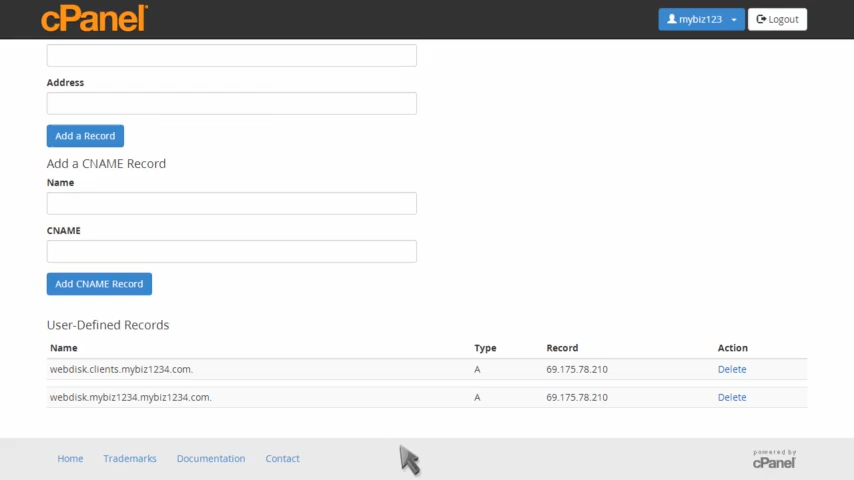 cPanel
mybiz123
Logout
Address
Add a Record
Add a CNAME Record
Name
CNAME
Add CNAME Record
User-Defined Records
Name Type Record Action
webdisk.clients.mybiz1234.com. A 69.175.78.210 Delete
webdisk.mybiz1234.mybiz1234.com. A 69.175.78.210 Delete
Home Trademarks Documentation Contact
powered by
cPanel